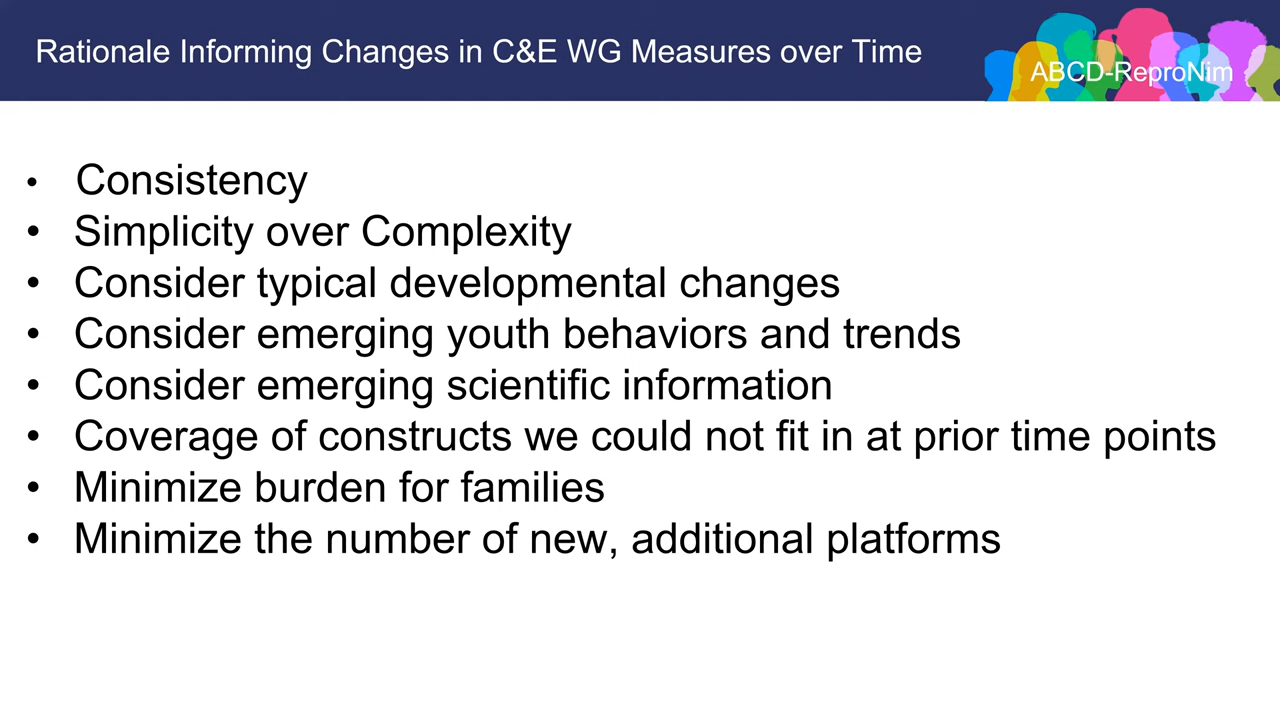 Rationale Informing Changes in C&E WG Measures over Time
ABCD-ReproNim
• Consistency
• Simplicity over Complexity
• Consider typical developmental changes
• Consider emerging youth behaviors and trends
• Consider emerging scientific information
• Coverage of constructs we could not fit in at prior time points
• Minimize burden for families
• Minimize the number of new, additional platforms